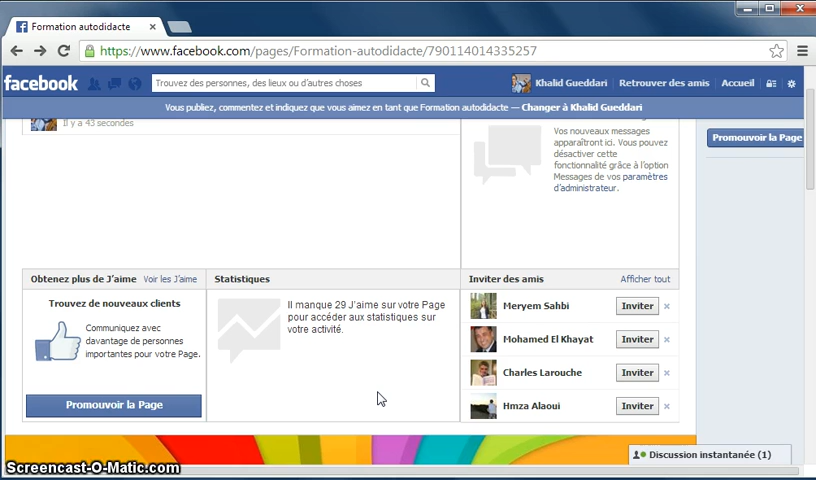 Formation autodidacte
https://www.facebook.com/pages/Formation-autodidacte/790114014335257
facebook
Trouvez des personnes, des lieux ou d'autres choses
Khalid Gueddari
Retrouver des amis
Accueil
Vous publiez, commentez et indiquez que vous aimez en tant que Formation autodidacte — Changer à Khalid Gueddari
Il y a 43 secondes
Vos nouveaux messages
apparaîtront ici. Vous pouvez
désactiver cette
fonctionnalité grâce à l'option
Messages de vos paramètres
d'administrateur.
Promouvoir la Page
Obtenez plus de J'aime
Voir les J'aime
Trouvez de nouveaux clients
Communiquez avec
davantage de personnes
importantes pour votre Page.
Promouvoir la Page
Statistiques
Il manque 29 J'aime sur votre Page
pour accéder aux statistiques sur
votre activité.
Inviter des amis
Afficher tout
Meryem Sahbi
Inviter
Mohamed El Khayat
Inviter
Charles Larouche
Inviter
Hmza Alaoui
Inviter
Discussion instantanée (1)
Screencast-O-Matic.com